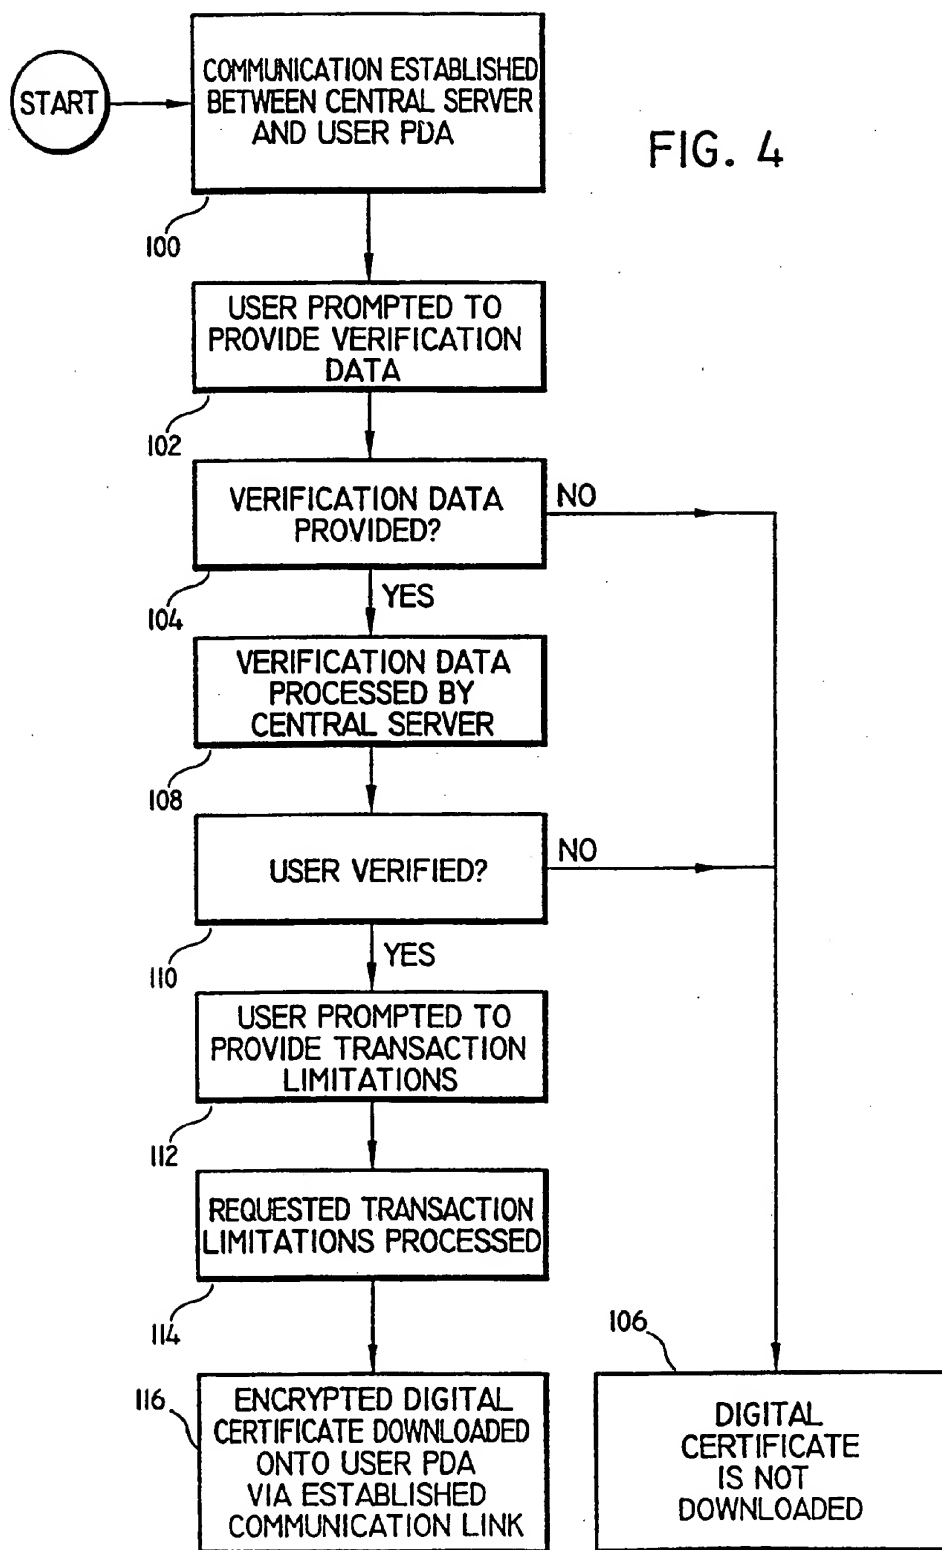 START
COMMUNICATION ESTABLISHED
BETWEEN CENTRAL SERVER
AND USER PDA
FIG. 4
100
USER PROMPTED TO
PROVIDE VERIFICATION
DATA
102
VERIFICATION DATA
PROVIDED?
NO
104
YES
VERIFICATION DATA
PROCESSED BY
CENTRAL SERVER
108
USER VERIFIED?
NO
110
YES
USER PROMPTED TO
PROVIDE TRANSACTION
LIMITATIONS
112
REQUESTED TRANSACTION
LIMITATIONS PROCESSED
114
116
ENCRYPTED DIGITAL
CERTIFICATE DOWNLOADED
ONTO USER PDA
VIA ESTABLISHED
COMMUNICATION LINK
106
DIGITAL
CERTIFICATE
IS NOT
DOWNLOADED